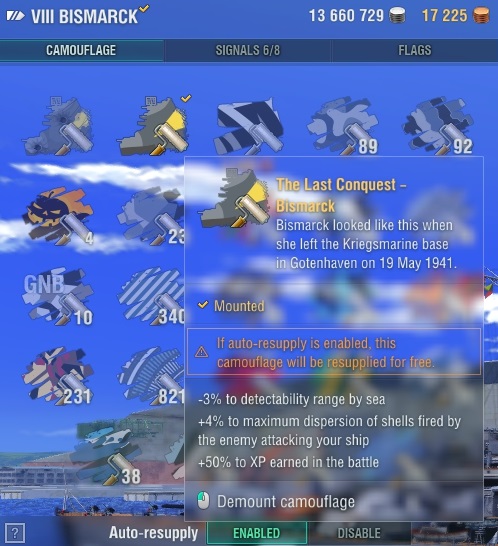 VIII BISMARCK
13 660 729
17 225
CAMOUFLAGE
SIGNALS 6/8
FLAGS
89
92
The Last Conquest –
Bismarck
Bismarck looked like this when
she left the Kriegsmarine base
in Gotenhaven on 19 May 1941.
4
23
Mounted
GNB
10
340
If auto-resupply is enabled, this
camouflage will be resupplied for free.
231
821
-3% to detectability range by sea
+4% to maximum dispersion of shells fired by
the enemy attacking your ship
+50% to XP earned in the battle
38
Demount camouflage
?
Auto-resupply
ENABLED
DISABLE